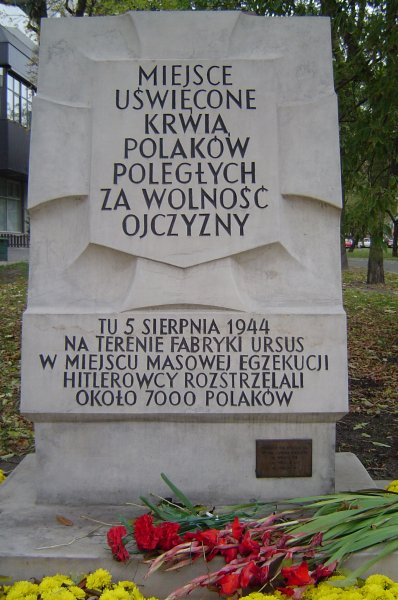 MIEJSCE
UŚWIĘCONE
KRWIĄ
POLAKÓW
POLEGŁYCH
ZA WOLNOŚĆ
OJCZYZNY
TU 5 SIERPNIA 1944
NA TERENIE FABRYKI URSUS
W MIEJSCU MASOWEJ EGZEKUCJI
HITLEROWCY ROZSTRZELALI
OKOŁO 7000 POLAKÓW